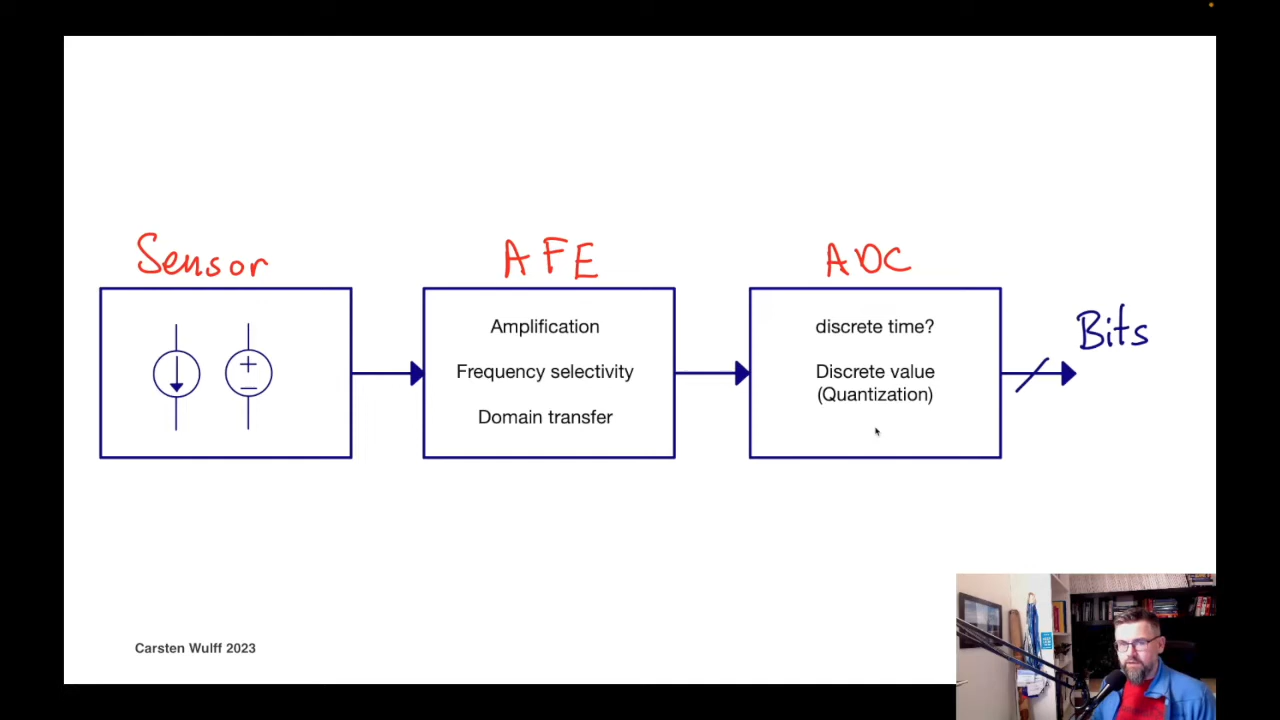 Sensor
AFE
ADC
Amplification
Frequency selectivity
Domain transfer
+
−
discrete time?
Discrete value
(Quantization)
Bits
Carsten Wulff 2023